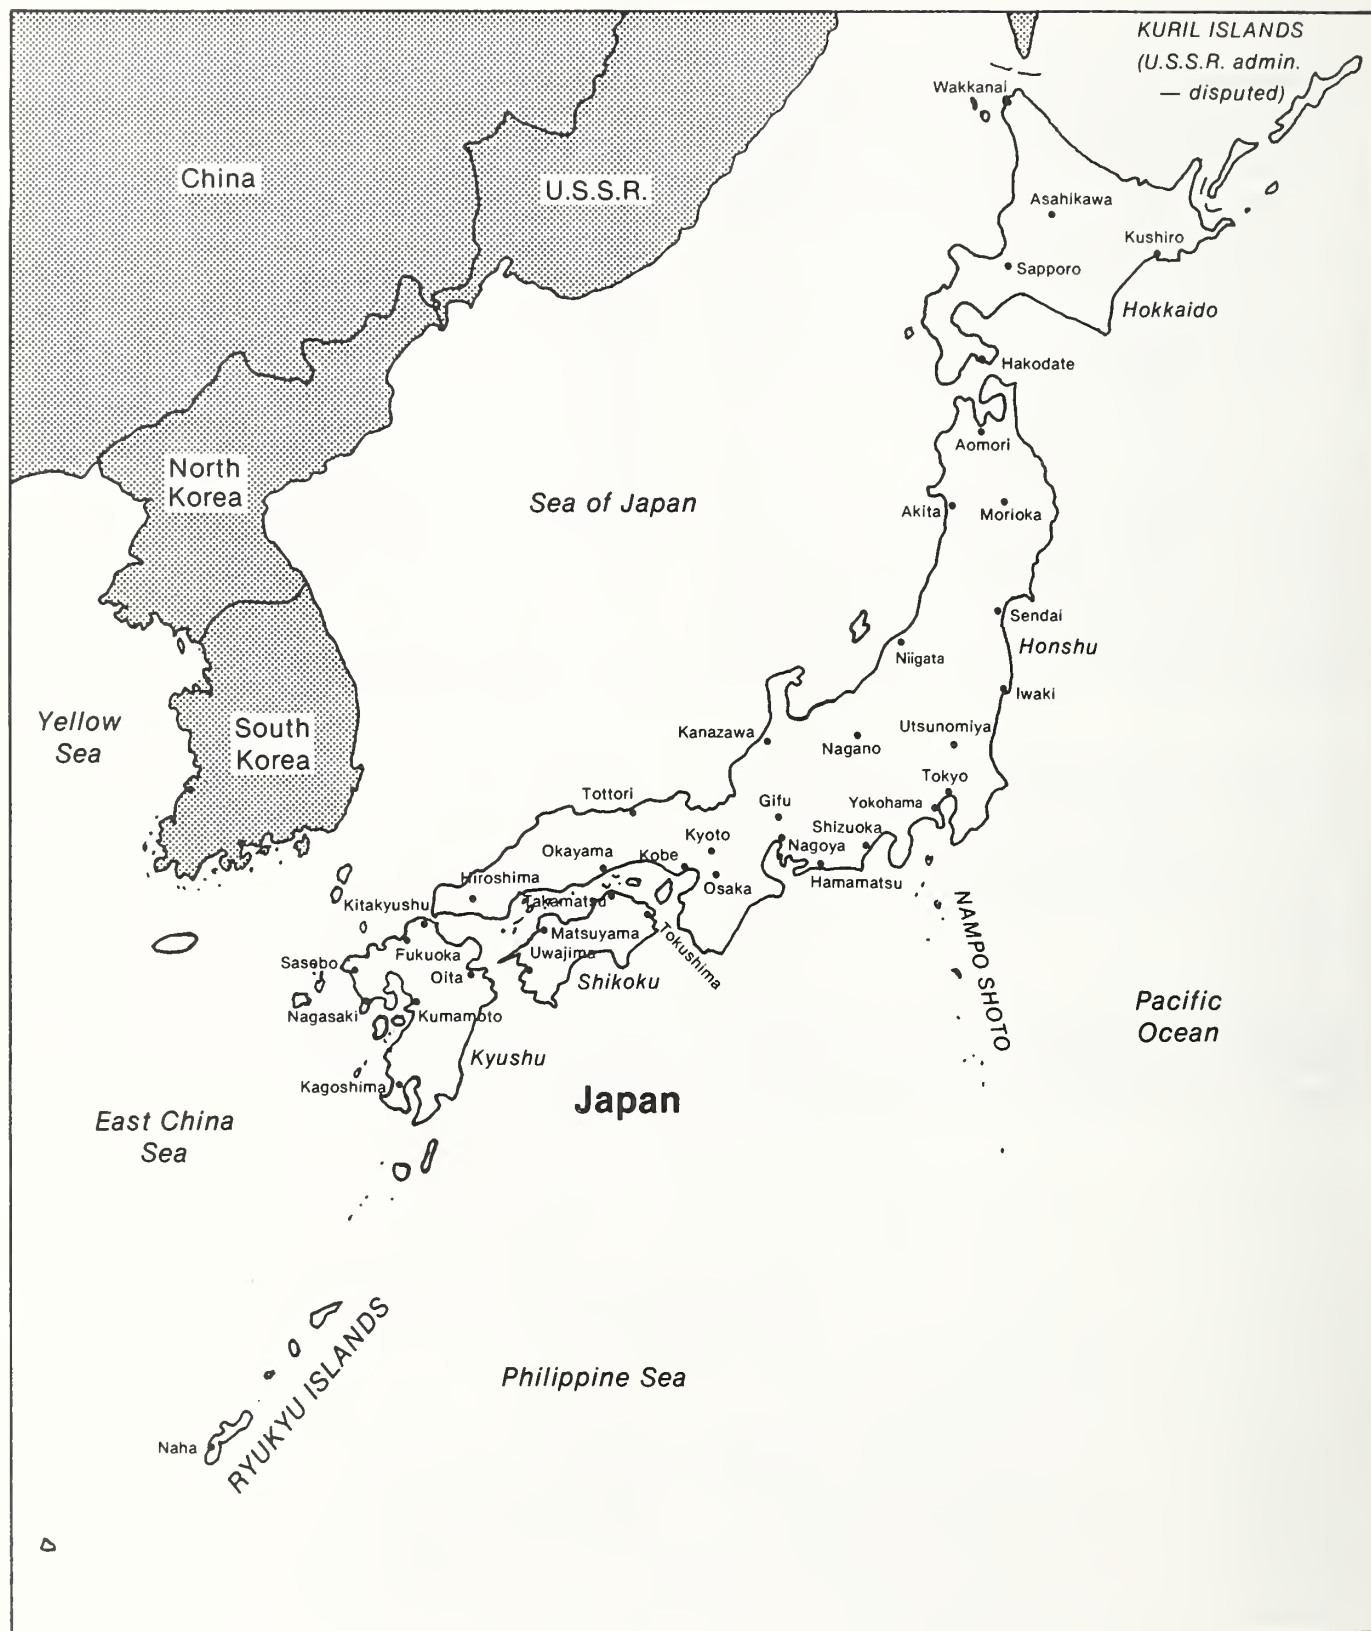 KURIL ISLANDS
(U.S.S.R. admin.
— disputed)
Wakkanai
China
U.S.S.R.
Asahikawa
Kushiro
Sapporo
Hokkaido
Hakodate
Aomori
North
Korea
Sea of Japan
Akita
Morioka
Sendai
Honshu
Niigata
Iwaki
Yellow
Sea
South
Korea
Kanazawa
Nagano
Utsunomiya
Tokyo
Tottori
Gifu
Yokohama
Shizuoka
Kyoto
Nagoya
Okayama
Kobe
Osaka
Hamamatsu
Hiroshima
Takamatsu
Kitakyushu
NAMPO SHOTO
Matsuyama
Tokushima
Fukuoka
Uwajima
Sasebo
Oita
Shikoku
Nagasaki
Kumamoto
Pacific
Ocean
Kyushu
Kagoshima
Japan
East China
Sea
RYUKYU ISLANDS
Philippine Sea
Naha